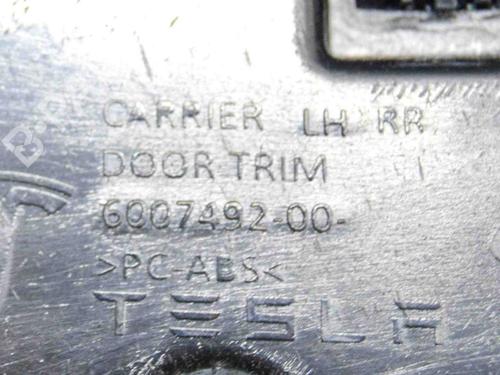 CARRIER LH RR
DOOR TRIM
6007492-00-
>PC-ABS<
TESLA